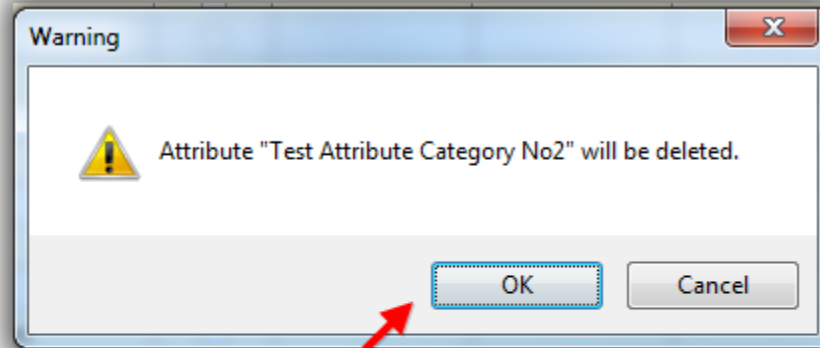 Warning
Attribute "Test Attribute Category No2" will be deleted.
OK
Cancel